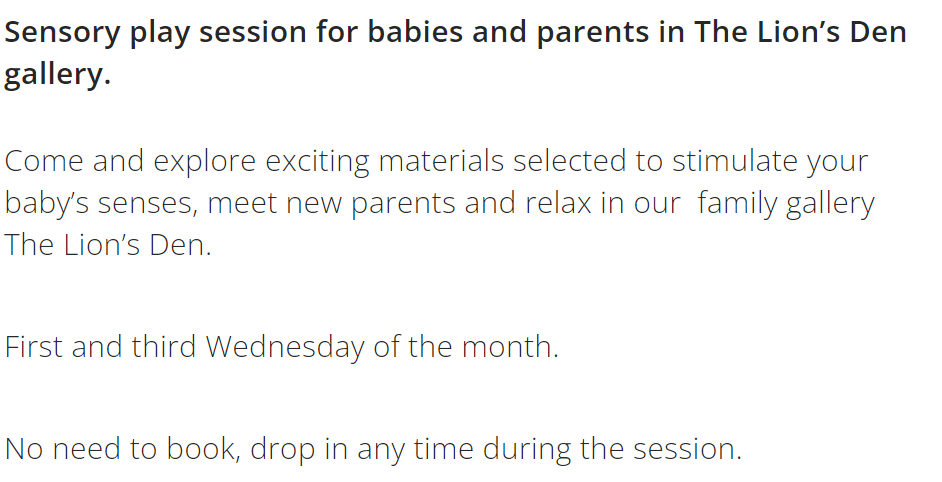 Sensory play session for babies and parents in The Lion’s Den
gallery.
Come and explore exciting materials selected to stimulate your
baby’s senses, meet new parents and relax in our  family gallery
The Lion’s Den.
First and third Wednesday of the month.
No need to book, drop in any time during the session.